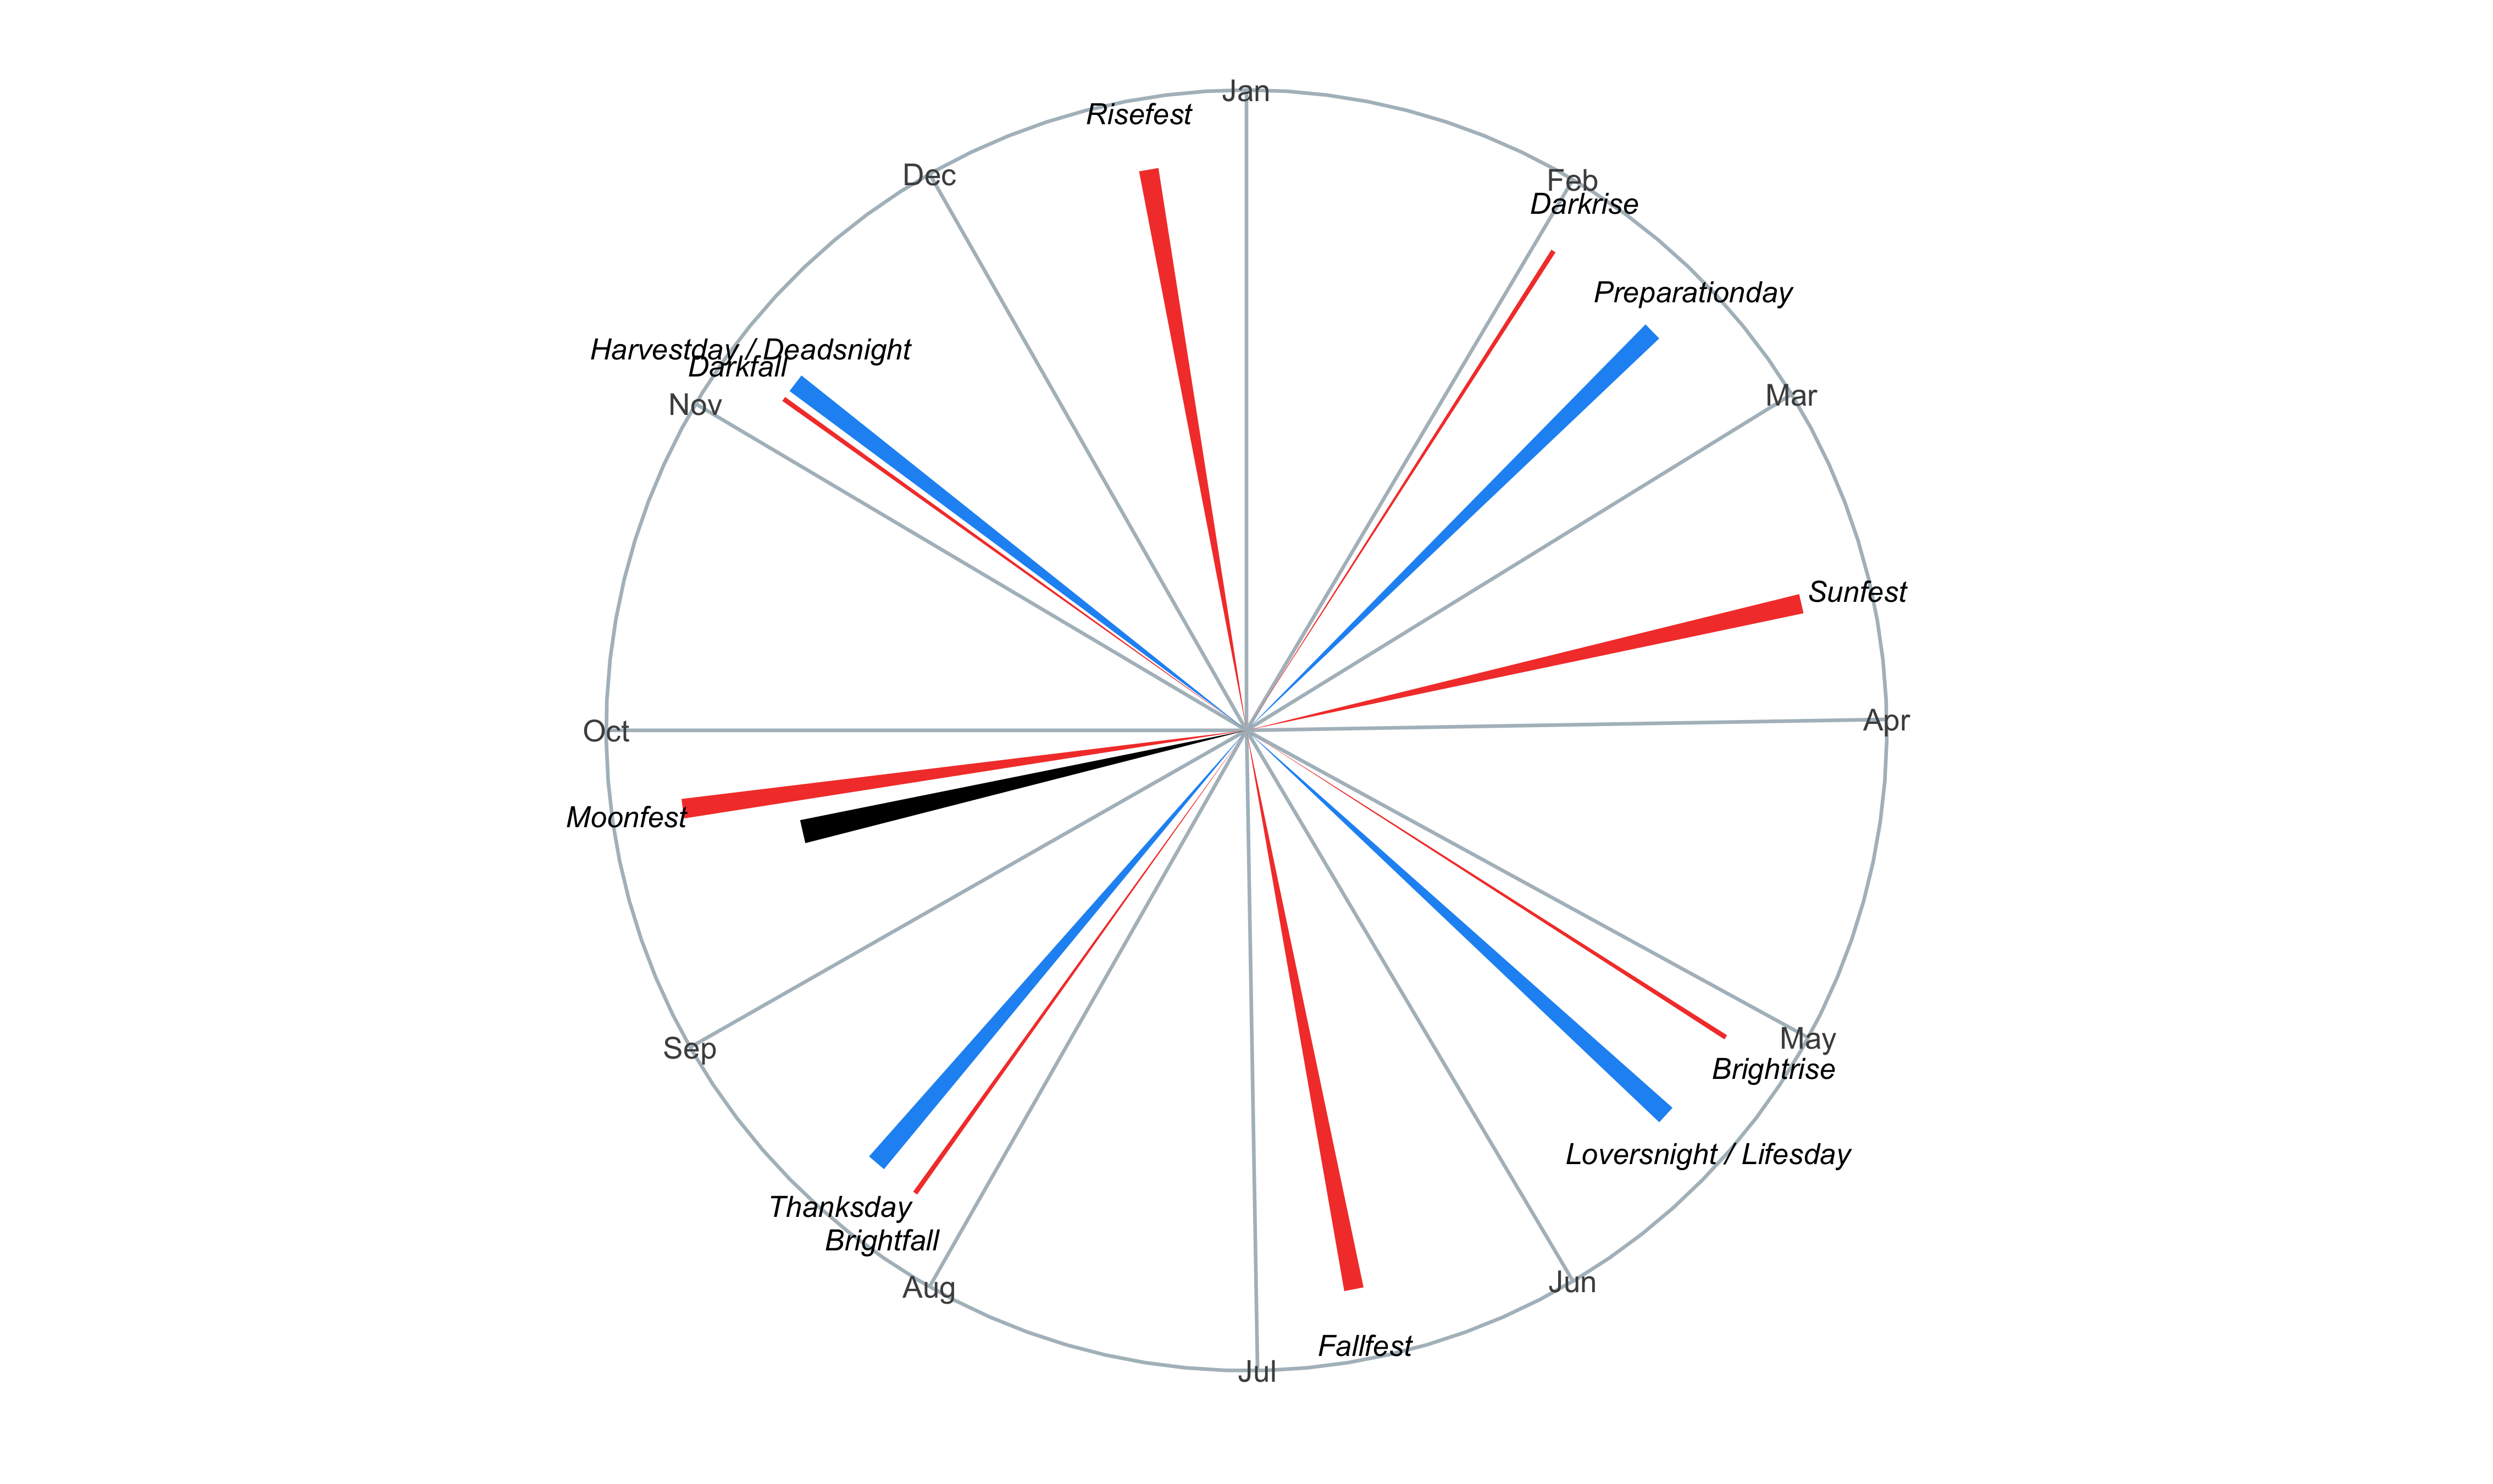 Jan
Risefest
Dec
Feb
Darkrise
Preparationday
Harvestday / Deadsnight
Darkfall
Nov
Mar
Sunfest
Oct
Apr
Moonfest
Sep
May
Brightrise
Loversnight / Lifesday
Thanksday
Brightfall
Aug
Jun
Fallfest
Jul